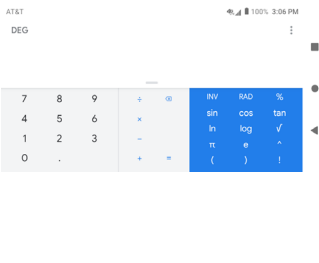 AT&T 4G 100% 3:06 PM
DEG
7 8 9 ÷ ⌫ INV RAD %
4 5 6 × sin cos tan
1 2 3 − ln log √
0 . + = π e ^
( ) !